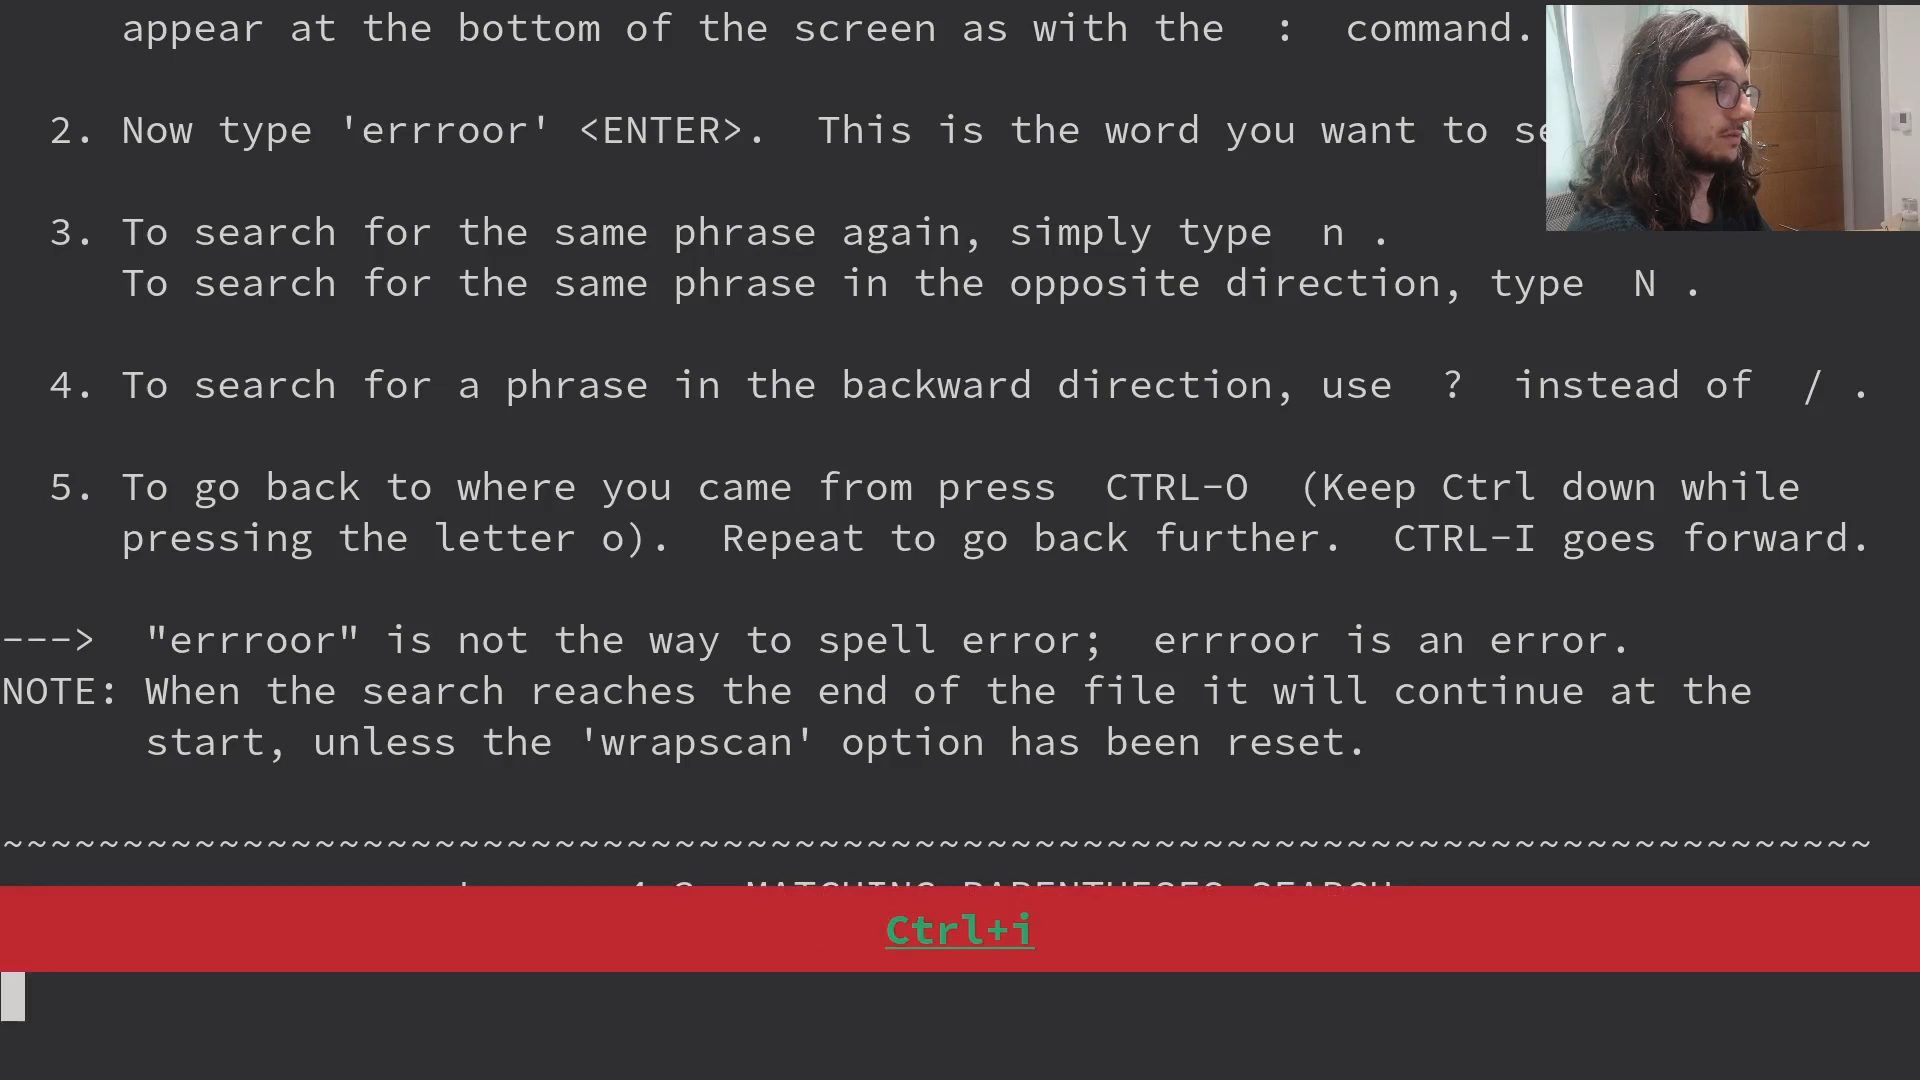 appear at the bottom of the screen as with the : command.
2. Now type 'errroor' <ENTER>. This is the word you want to
3. To search for the same phrase again, simply type n .
To search for the same phrase in the opposite direction, type N .
4. To search for a phrase in the backward direction, use ? instead of / .
5. To go back to where you came from press CTRL-O (Keep Ctrl down while
pressing the letter o). Repeat to go back further. CTRL-I goes forward.
---> "errroor" is not the way to spell error; errroor is an error.
NOTE: When the search reaches the end of the file it will continue at the
start, unless the 'wrapscan' option has been reset.
~~~~~~~~~~~~~~~~~~~~~~~~~~~~~~~~~~~~~~~~~~~~~~~~~~~~~~~~~~~~~~~~~~~~~~~~~~~~~~
MATCHING PARENTHESES SEARCH
Ctrl+i